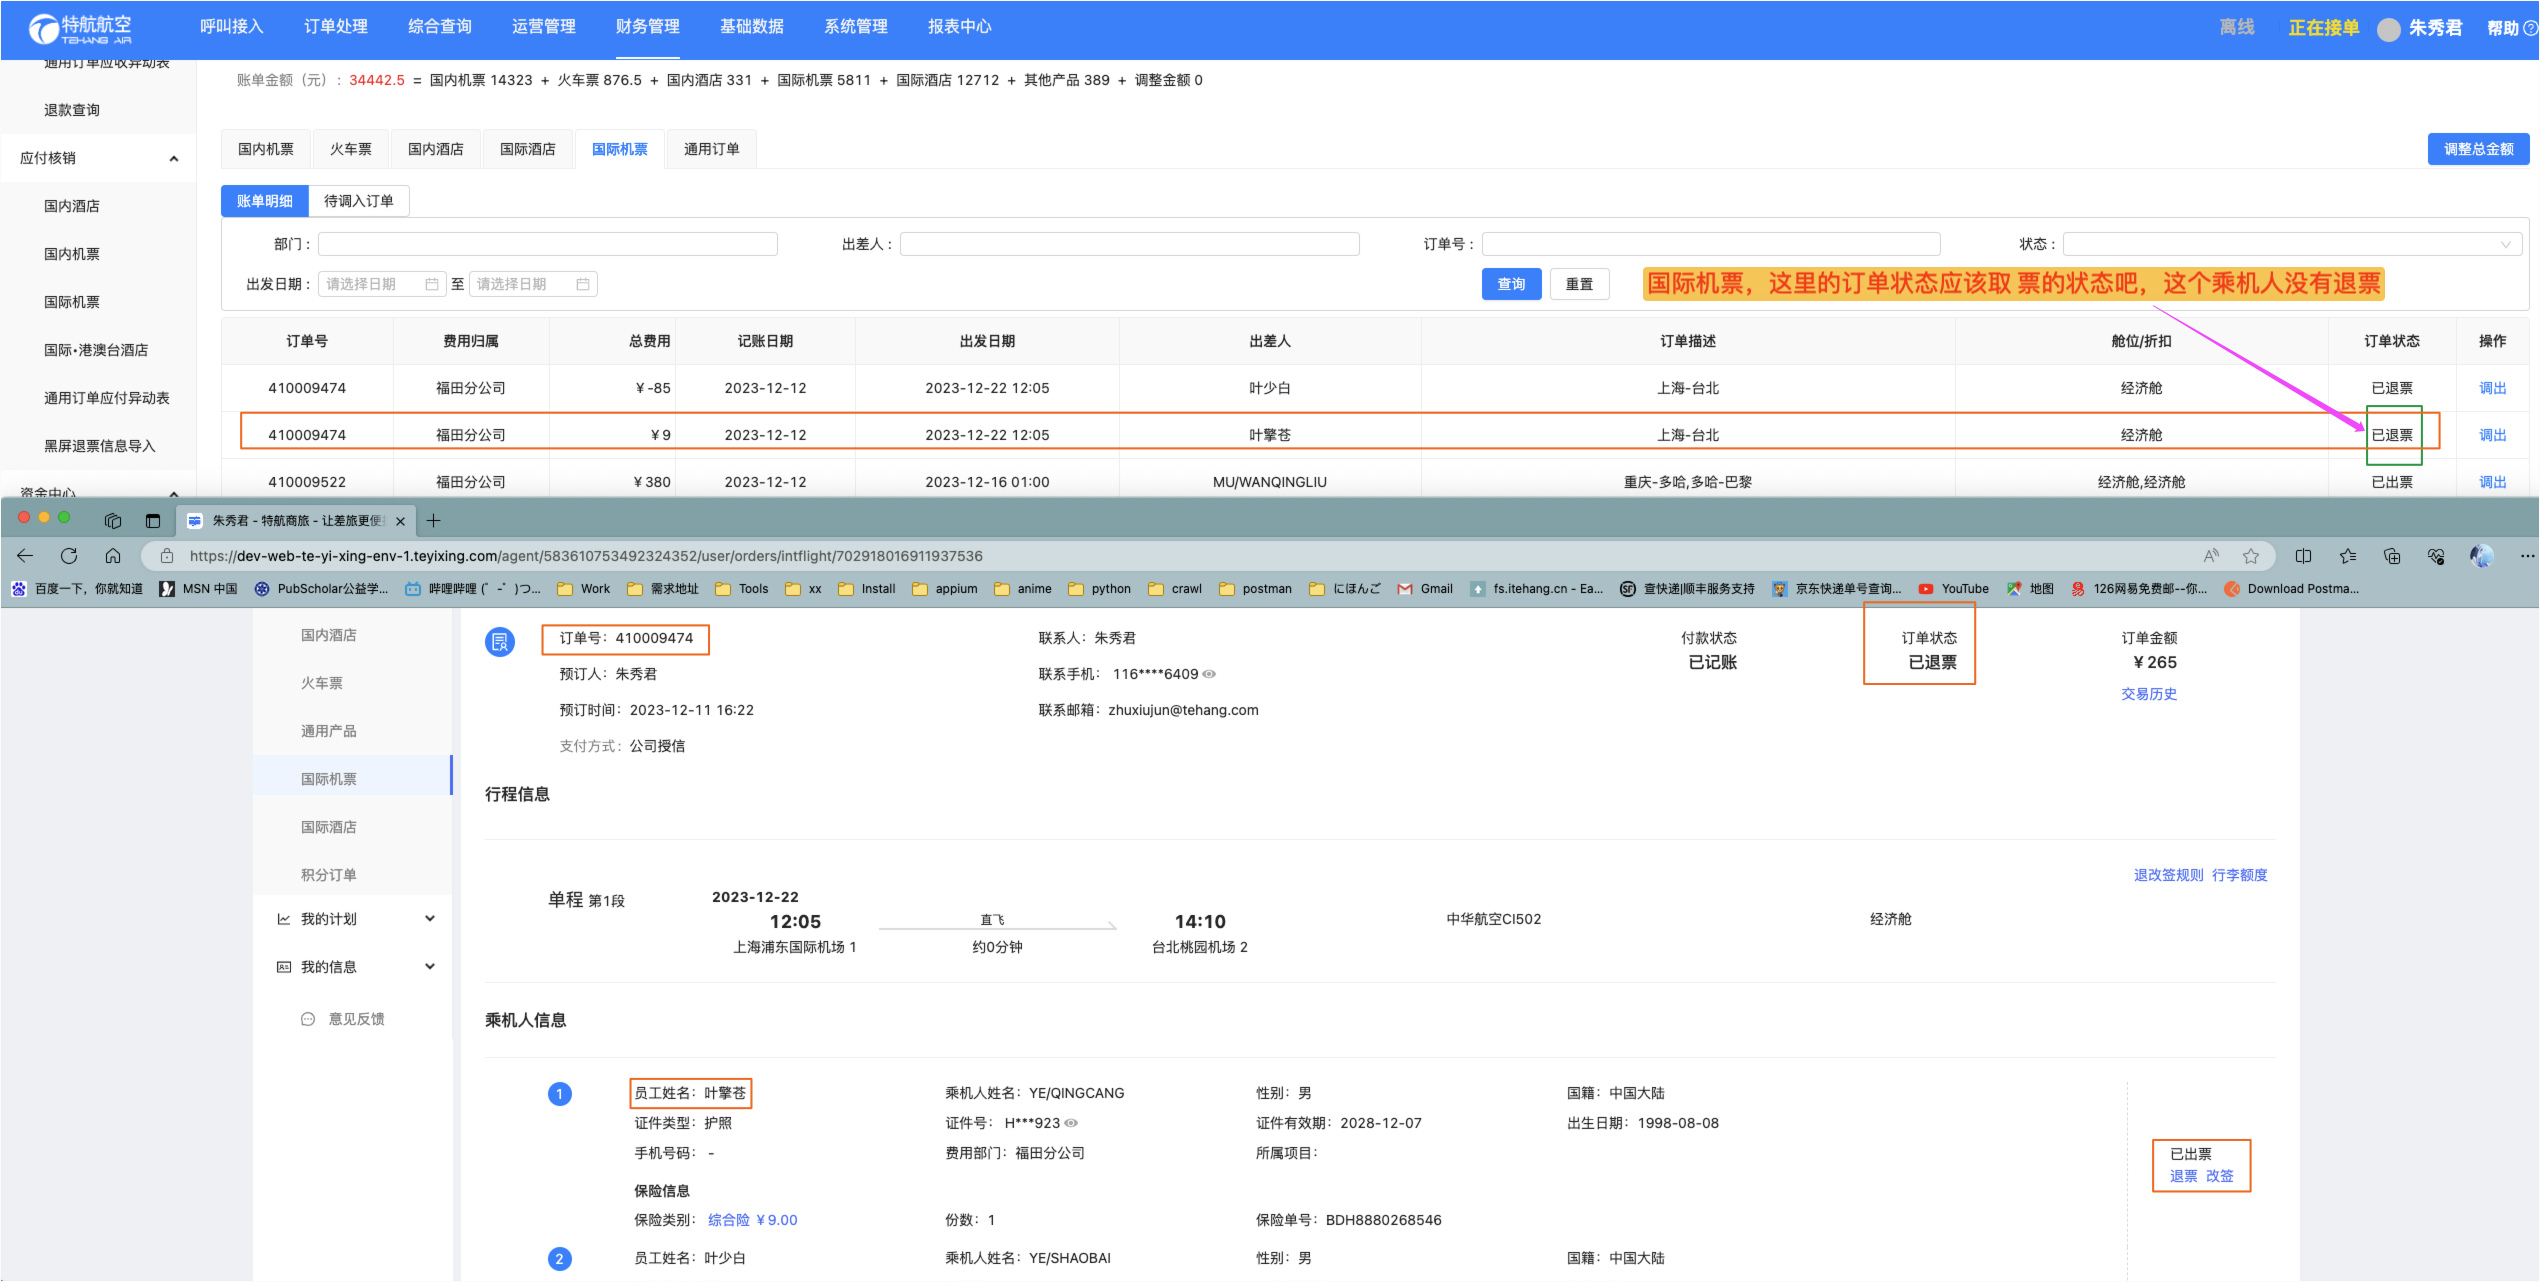 特航航空
TEHANG AIR
呼叫接入 订单处理 综合查询 运营管理 财务管理 基础数据 系统管理 报表中心
离线 正在接单 朱秀君 帮助
通用订单应收异动表
退款查询
应付核销
国内酒店
国内机票
国际机票
国际•港澳台酒店
通用订单应付异动表
黑屏退票信息导入
资金中心
账单金额（元）: 34442.5 = 国内机票 14323 + 火车票 876.5 + 国内酒店 331 + 国际机票 5811 + 国际酒店 12712 + 其他产品 389 + 调整金额 0
国内机票 火车票 国内酒店 国际酒店 国际机票 通用订单
调整总金额
账单明细 待调入订单
部门: 出差人: 订单号: 状态:
出发日期: 请选择日期 至 请选择日期 查询 重置
国际机票，这里的订单状态应该取 票的状态吧，这个乘机人没有退票
订单号 费用归属 总费用 记账日期 出发日期 出差人 订单描述 舱位/折扣 订单状态 操作
410009474 福田分公司 ¥-85 2023-12-12 2023-12-22 12:05 叶少白 上海-台北 经济舱 已退票 调出
410009474 福田分公司 ¥9 2023-12-12 2023-12-22 12:05 叶擎苍 上海-台北 经济舱 已退票 调出
410009522 福田分公司 ¥380 2023-12-12 2023-12-16 01:00 MU/WANQINGLIU 重庆-多哈,多哈-巴黎 经济舱,经济舱 已出票 调出
朱秀君 - 特航商旅 - 让差旅更便
https://dev-web-te-yi-xing-env-1.teyixing.com/agent/583610753492324352/user/orders/intflight/702918016911937536
百度一下，你就知道 MSN 中国 PubScholar公益学... 哔哩哔哩 (゜-゜)つ... Work 需求地址 Tools xx Install appium anime python crawl postman にほんご Gmail fs.itehang.cn - Ea... 查快递|顺丰服务支持 京东快递单号查询... YouTube 地图 126网易免费邮--你... Download Postma...
国内酒店
火车票
通用产品
国际机票
国际酒店
积分订单
我的计划
我的信息
意见反馈
订单号：410009474 联系人：朱秀君 付款状态 订单状态 订单金额
已记账 已退票 ¥265
预订人：朱秀君 联系手机： 116****6409
交易历史
预订时间：2023-12-11 16:22 联系邮箱：zhuxiujun@tehang.com
支付方式：公司授信
行程信息
退改签规则 行李额度
单程 第1段 2023-12-22
12:05 直飞 14:10 中华航空CI502 经济舱
上海浦东国际机场 1 约0分钟 台北桃园机场 2
乘机人信息
1 员工姓名：叶擎苍 乘机人姓名：YE/QINGCANG 性别：男 国籍：中国大陆
证件类型：护照 证件号： H***923 证件有效期：2028-12-07 出生日期：1998-08-08
手机号码： - 费用部门：福田分公司 所属项目：
已出票
退票 改签
保险信息
保险类别： 综合险 ¥9.00 份数：1 保险单号：BDH8880268546
2 员工姓名：叶少白 乘机人姓名：YE/SHAOBAI 性别：男 国籍：中国大陆